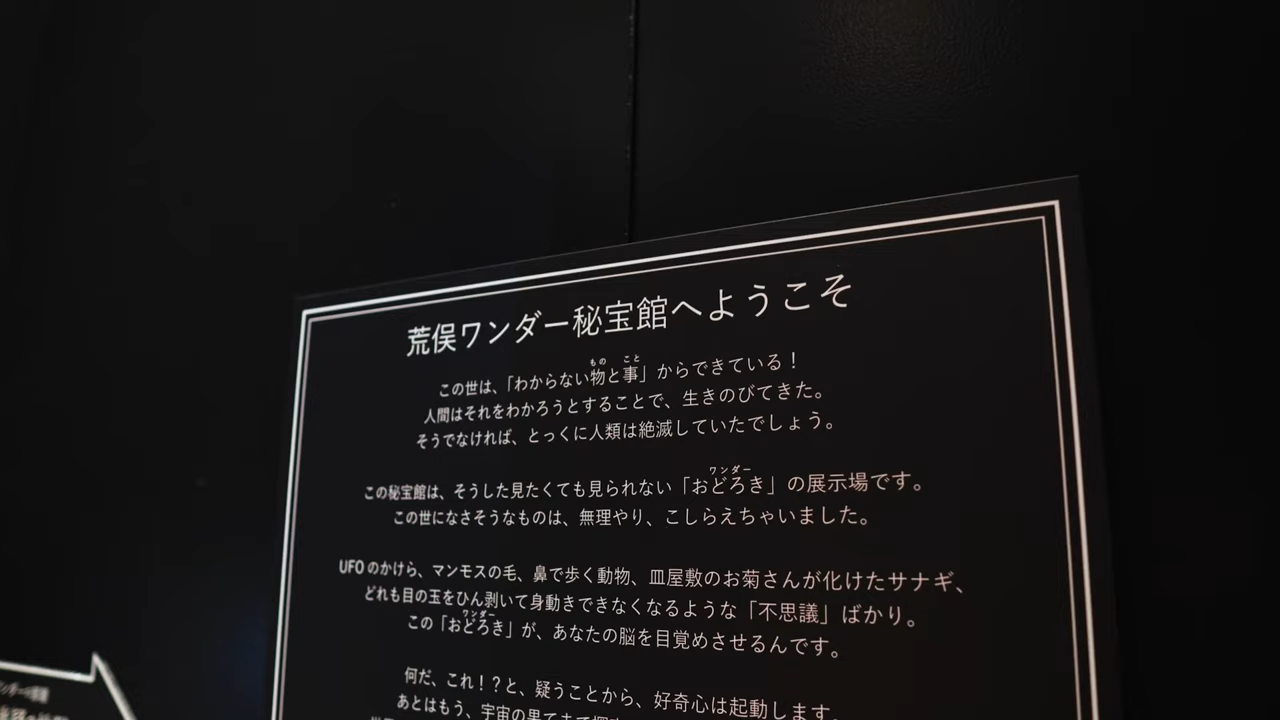 荒俣ワンダー秘宝館へようこそ
この世は、「わからない物と事」からできている！
人間はそれをわかろうとすることで、生きのびてきた。
そうでなければ、とっくに人類は絶滅していたでしょう。
この秘宝館は、そうした見たくても見られない「おどろき」の展示場です。
この世になさそうなものは、無理やり、こしらえちゃいました。
UFOのかけら、マンモスの毛、鼻で歩く動物、皿屋敷のお菊さんが化けたサナギ、
どれも目の玉をひん剥いて身動きできなくなるような「不思議」ばかり。
この「おどろき」が、あなたの脳を目覚めさせるんです。
何だ、これ！？と、疑うことから、好奇心は起動します。
あとはもう、宇宙の果てまで